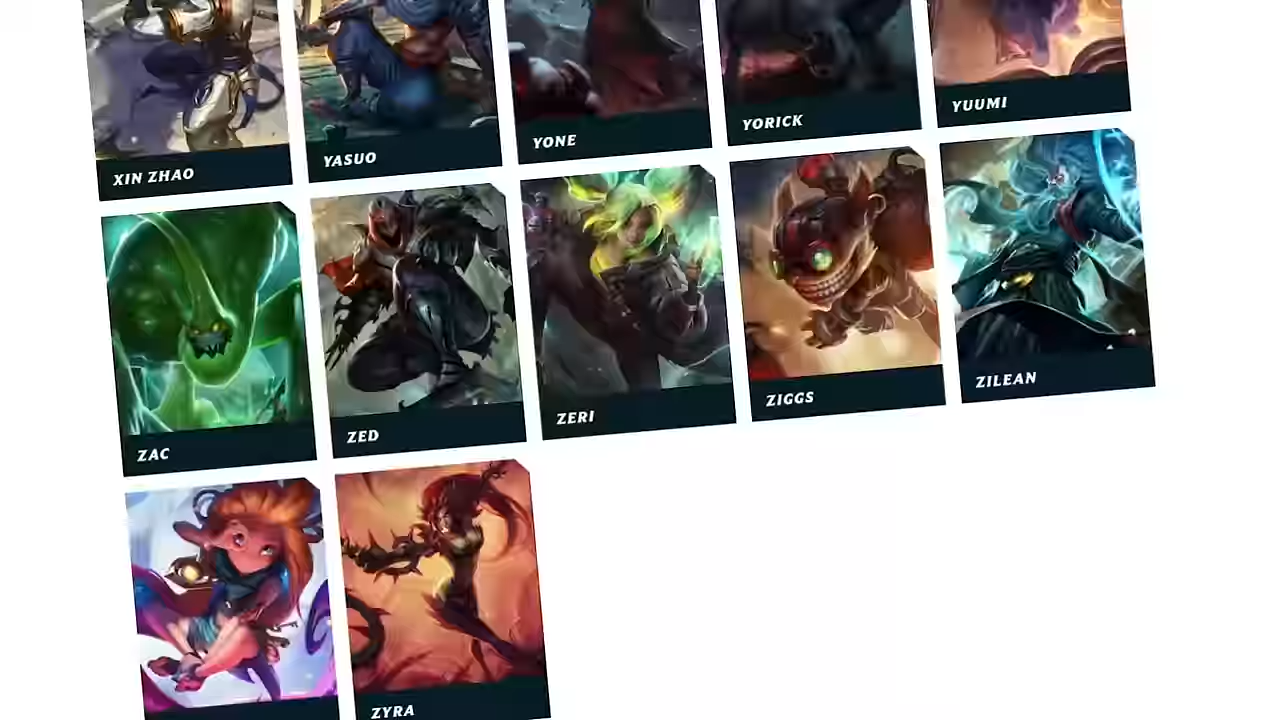 XIN ZHAO
YASUO
YONE
YORICK
YUUMI
ZAC
ZED
ZERI
ZIGGS
ZILEAN
ZYRA